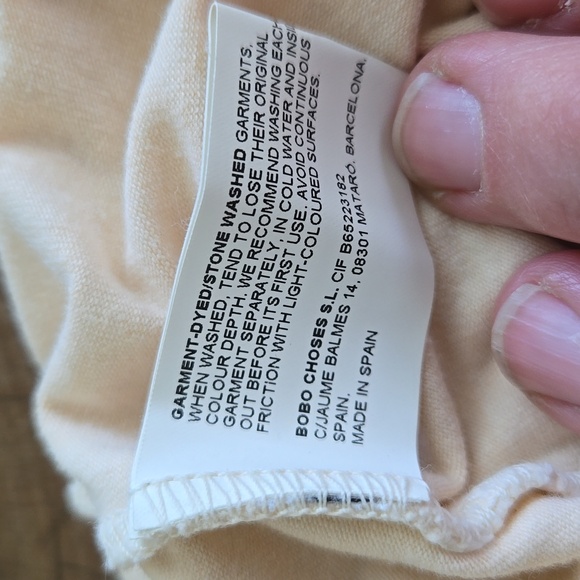 GARMENT-DYED/STONE WASHED GARMENTS,
WHEN WASHED, TEND TO LOSE THEIR ORIGINAL
COLOUR DEPTH. WE RECOMMEND WASHING EACH
GARMENT SEPARATELY, IN COLD WATER AND INSI
OUT BEFORE ITS FIRST USE. AVOID CONTINUOUS
FRICTION WITH LIGHT-COLOURED SURFACES.
BOBO CHOSES S.L. CIF B65223182
C/JAUME BALMES 14. 08301 MATARÓ. BARCELONA.
SPAIN.
MADE IN SPAIN